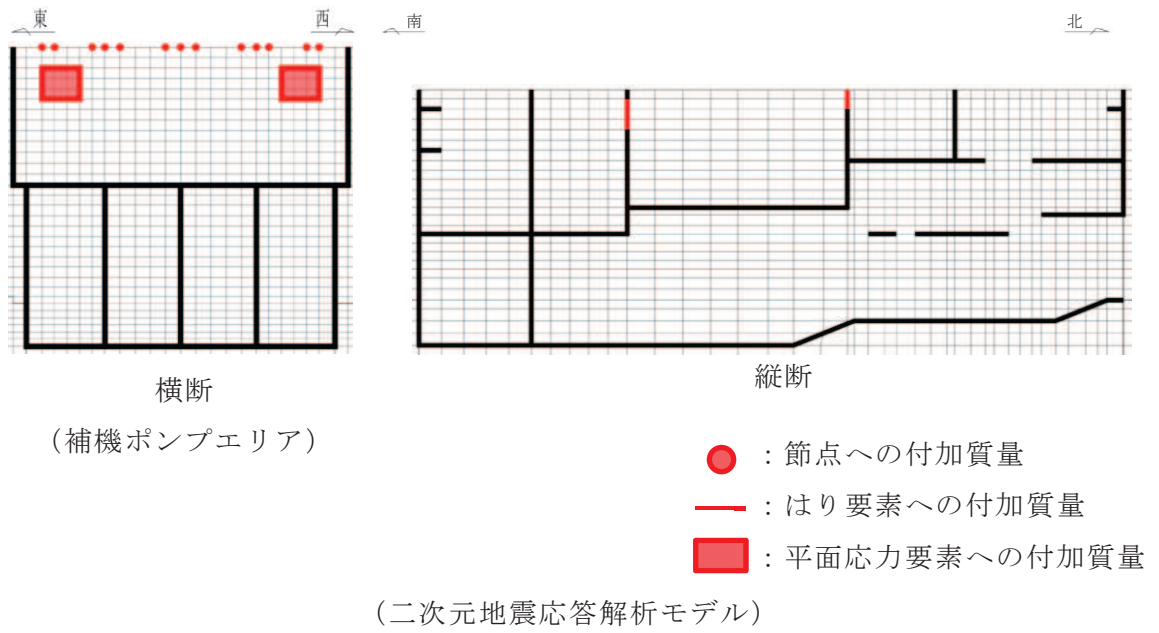 東
西
南
北
横断
（補機ポンプエリア）
縦断
：節点への付加質量
：はり要素への付加質量
：平面応力要素への付加質量
（二次元地震応答解析モデル）